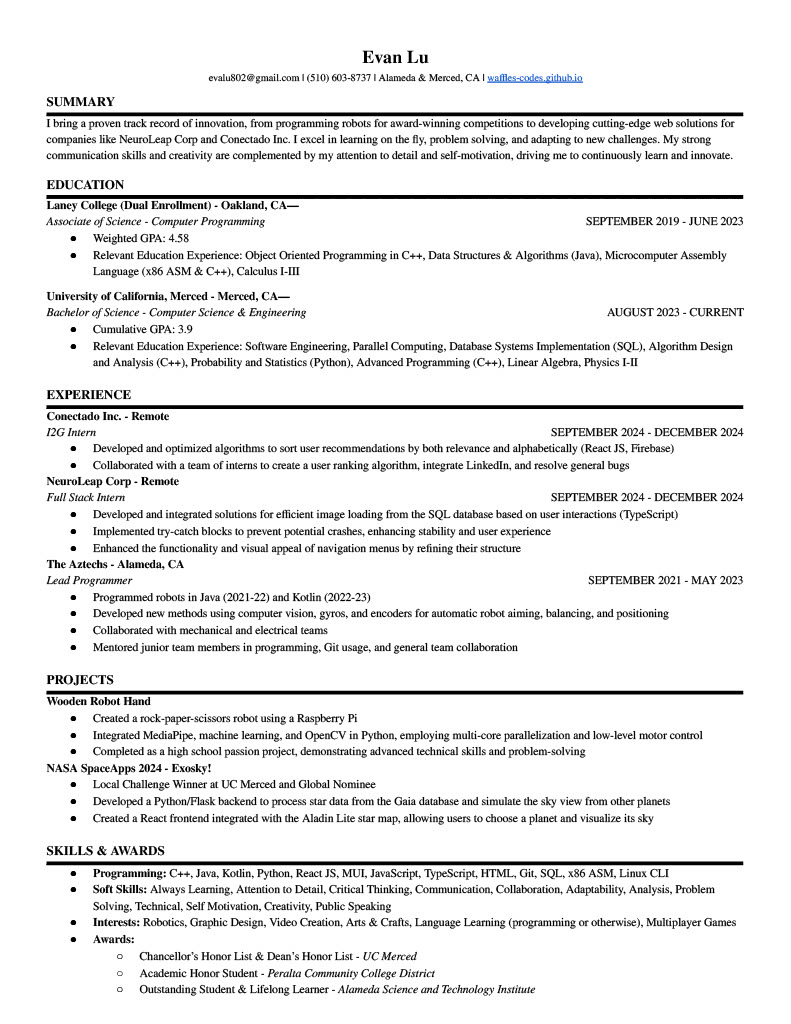 Evan Lu
evalu802@gmail.com | (510) 603-8737 | Alameda & Merced, CA | waffles-codes.github.io
SUMMARY
I bring a proven track record of innovation, from programming robots for award-winning competitions to developing cutting-edge web solutions for
companies like NeuroLeap Corp and Conectado Inc. I excel in learning on the fly, problem solving, and adapting to new challenges. My strong
communication skills and creativity are complemented by my attention to detail and self-motivation, driving me to continuously learn and innovate.
EDUCATION
Laney College (Dual Enrollment) - Oakland, CA—
Associate of Science - Computer Programming SEPTEMBER 2019 - JUNE 2023
● Weighted GPA: 4.58
● Relevant Education Experience: Object Oriented Programming in C++, Data Structures & Algorithms (Java), Microcomputer Assembly
Language (x86 ASM & C++), Calculus I-III
University of California, Merced - Merced, CA—
Bachelor of Science - Computer Science & Engineering AUGUST 2023 - CURRENT
● Cumulative GPA: 3.9
● Relevant Education Experience: Software Engineering, Parallel Computing, Database Systems Implementation (SQL), Algorithm Design
and Analysis (C++), Probability and Statistics (Python), Advanced Programming (C++), Linear Algebra, Physics I-II
EXPERIENCE
Conectado Inc. - Remote
I2G Intern SEPTEMBER 2024 - DECEMBER 2024
● Developed and optimized algorithms to sort user recommendations by both relevance and alphabetically (React JS, Firebase)
● Collaborated with a team of interns to create a user ranking algorithm, integrate LinkedIn, and resolve general bugs
NeuroLeap Corp - Remote
Full Stack Intern SEPTEMBER 2024 - DECEMBER 2024
● Developed and integrated solutions for efficient image loading from the SQL database based on user interactions (TypeScript)
● Implemented try-catch blocks to prevent potential crashes, enhancing stability and user experience
● Enhanced the functionality and visual appeal of navigation menus by refining their structure
The Aztechs - Alameda, CA
Lead Programmer SEPTEMBER 2021 - MAY 2023
● Programmed robots in Java (2021-22) and Kotlin (2022-23)
● Developed new methods using computer vision, gyros, and encoders for automatic robot aiming, balancing, and positioning
● Collaborated with mechanical and electrical teams
● Mentored junior team members in programming, Git usage, and general team collaboration
PROJECTS
Wooden Robot Hand
● Created a rock-paper-scissors robot using a Raspberry Pi
● Integrated MediaPipe, machine learning, and OpenCV in Python, employing multi-core parallelization and low-level motor control
● Completed as a high school passion project, demonstrating advanced technical skills and problem-solving
NASA SpaceApps 2024 - Exosky!
● Local Challenge Winner at UC Merced and Global Nominee
● Developed a Python/Flask backend to process star data from the Gaia database and simulate the sky view from other planets
● Created a React frontend integrated with the Aladin Lite star map, allowing users to choose a planet and visualize its sky
SKILLS & AWARDS
● Programming: C++, Java, Kotlin, Python, React JS, MUI, JavaScript, TypeScript, HTML, Git, SQL, x86 ASM, Linux CLI
● Soft Skills: Always Learning, Attention to Detail, Critical Thinking, Communication, Collaboration, Adaptability, Analysis, Problem
Solving, Technical, Self Motivation, Creativity, Public Speaking
● Interests: Robotics, Graphic Design, Video Creation, Arts & Crafts, Language Learning (programming or otherwise), Multiplayer Games
● Awards:
○ Chancellor's Honor List & Dean's Honor List - UC Merced
○ Academic Honor Student - Peralta Community College District
○ Outstanding Student & Lifelong Learner - Alameda Science and Technology Institute